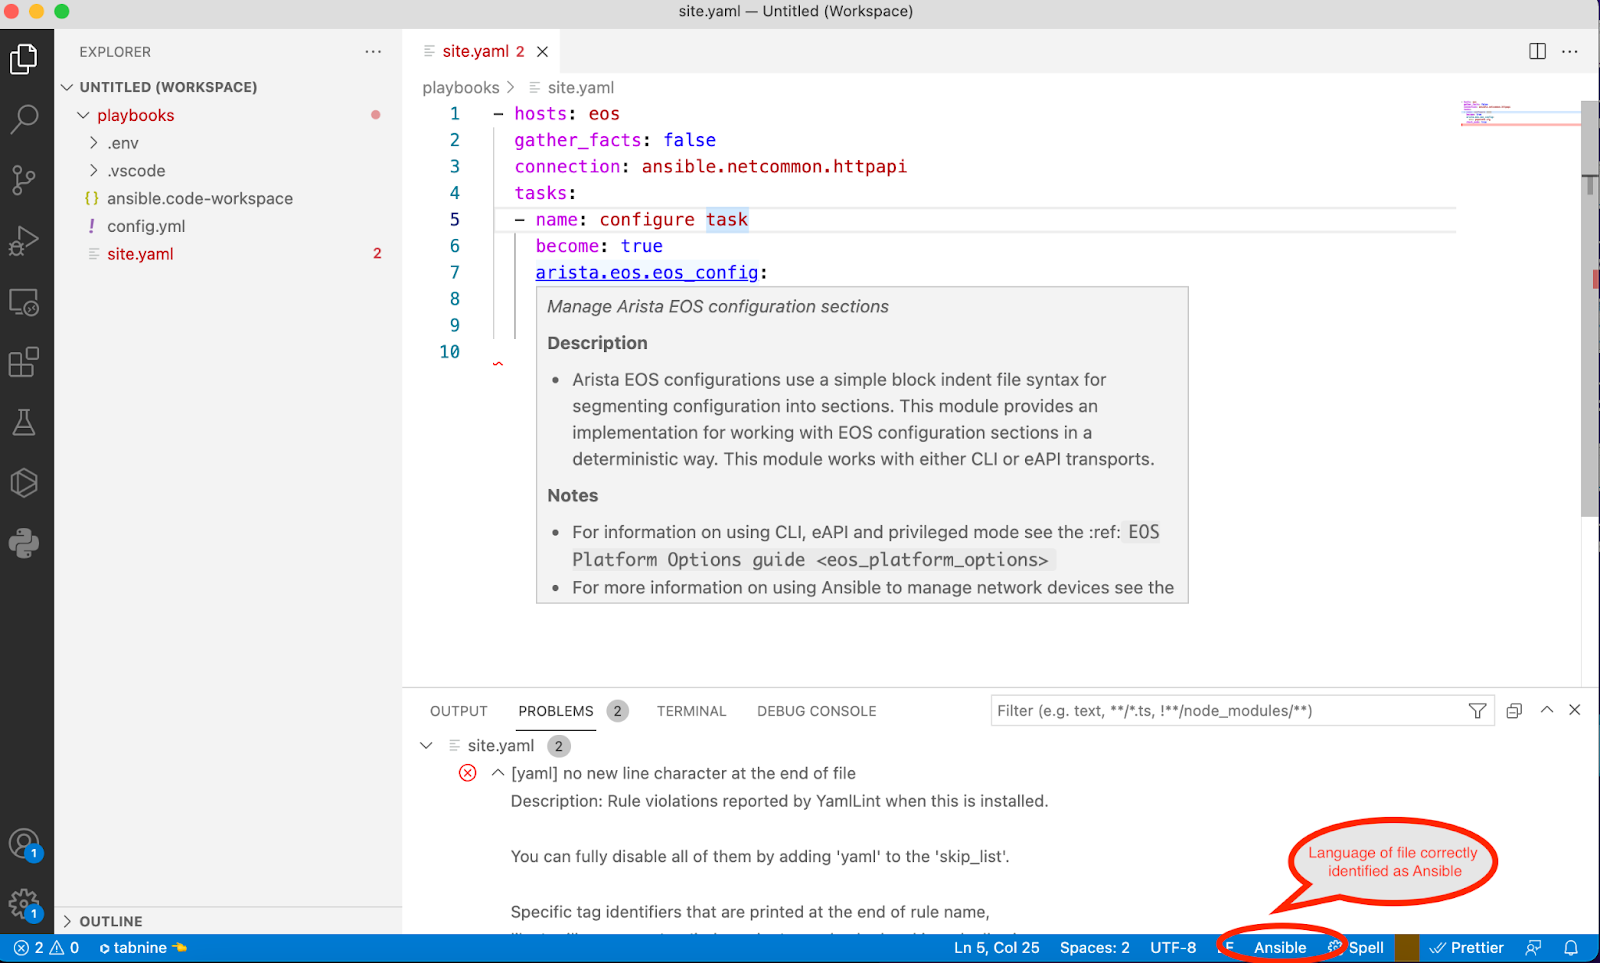 site.yaml — Untitled (Workspace)
EXPLORER
UNTITLED (WORKSPACE)
playbooks
.env
.vscode
{} ansible.code-workspace
! config.yml
site.yaml 2
site.yaml 2
playbooks > site.yaml
1 - hosts: eos
2 gather_facts: false
3 connection: ansible.netcommon.httpapi
4 tasks:
5 - name: configure task
6 become: true
7 arista.eos.eos_config:
8
9
10
Manage Arista EOS configuration sections
Description
• Arista EOS configurations use a simple block indent file syntax for
segmenting configuration into sections. This module provides an
implementation for working with EOS configuration sections in a
deterministic way. This module works with either CLI or eAPI transports.
Notes
• For information on using CLI, eAPI and privileged mode see the :ref: EOS
Platform Options guide <eos_platform_options>
• For more information on using Ansible to manage network devices see the
OUTPUT PROBLEMS 2 TERMINAL DEBUG CONSOLE
Filter (e.g. text, **/*.ts, !**/node_modules/**)
site.yaml 2
[yaml] no new line character at the end of file
Description: Rule violations reported by YamlLint when this is installed.
You can fully disable all of them by adding 'yaml' to the 'skip_list'.
Specific tag identifiers that are printed at the end of rule name,
Language of file correctly
identified as Ansible
1
1
OUTLINE
2 0 tabnine
Ln 5, Col 25 Spaces: 2 UTF-8 Ansible Spell Prettier